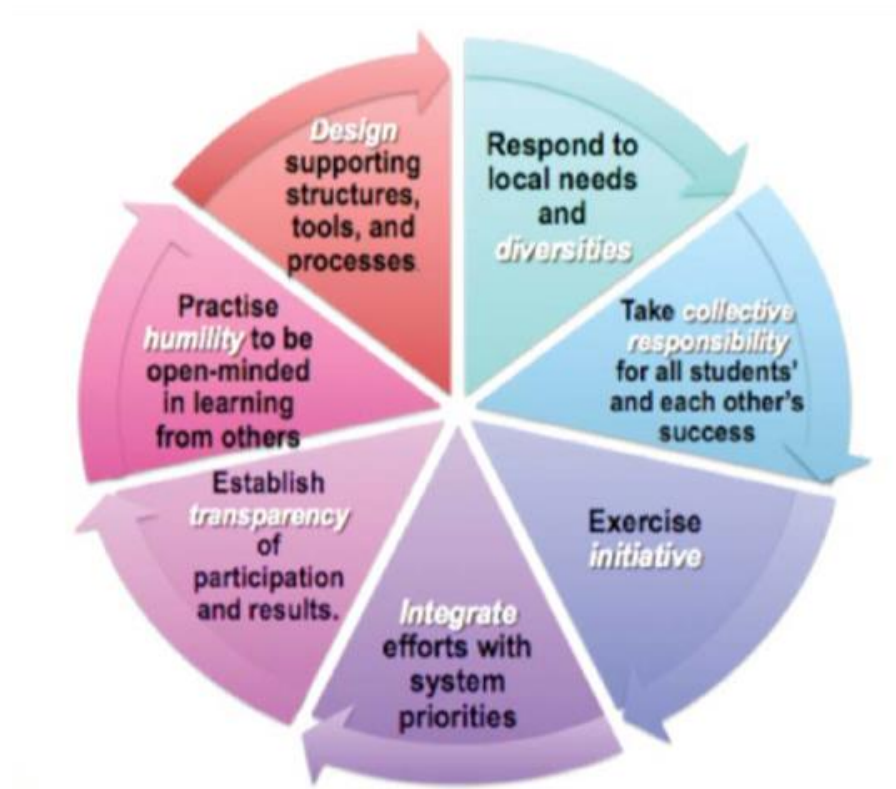 Respond to
local needs
and
diversities
Take collective
responsibility
for all students'
and each other's
success
Exercise
initiative
Integrate
efforts with
system
priorities
Establish
transparency
of
participation
and results.
Practise
humility to be
open-minded
in learning
from others
Design
supporting
structures,
tools, and
processes